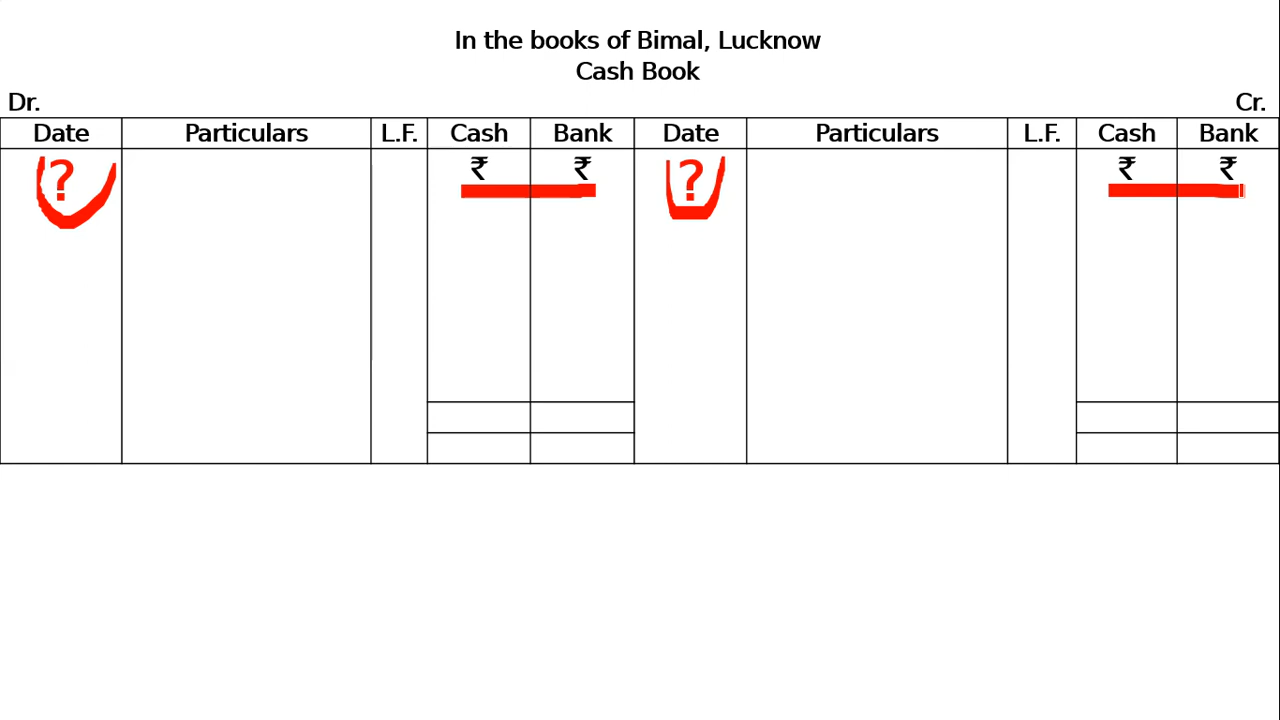 In the books of Bimal, Lucknow
Cash Book
Dr. Cr.
Date Particulars L.F. Cash Bank Date Particulars L.F. Cash Bank
? ₹ ₹ ? ₹ ₹